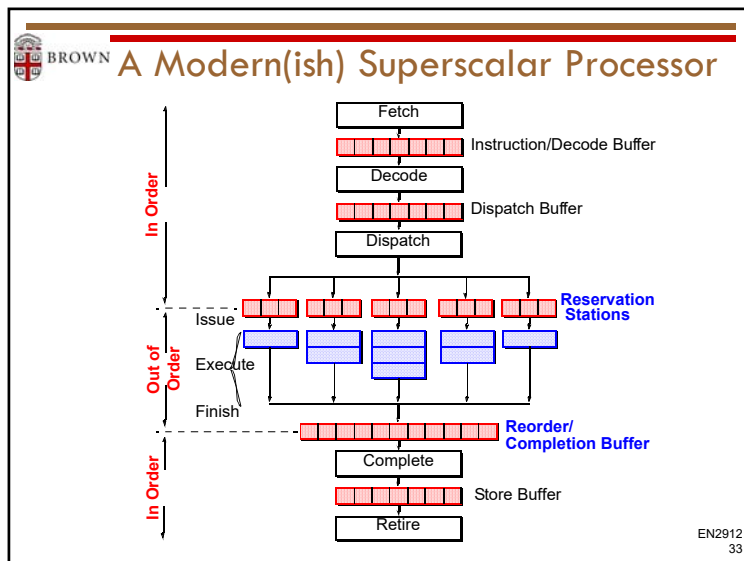 BROWN
A Modern(ish) Superscalar Processor
Fetch
Instruction/Decode Buffer
Decode
Dispatch Buffer
Dispatch
In Order
Reservation
Stations
Issue
Execute
Finish
Out of
Order
Reorder/
Completion Buffer
Complete
Store Buffer
Retire
In Order
EN2912
33